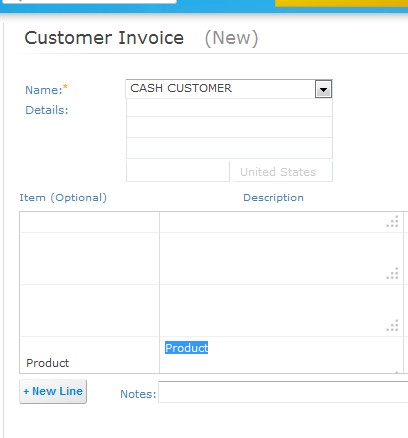 Customer Invoice (New)
Name:* CASH CUSTOMER
Details:
United States
Item (Optional) Description
Product
Product
+ New Line Notes: